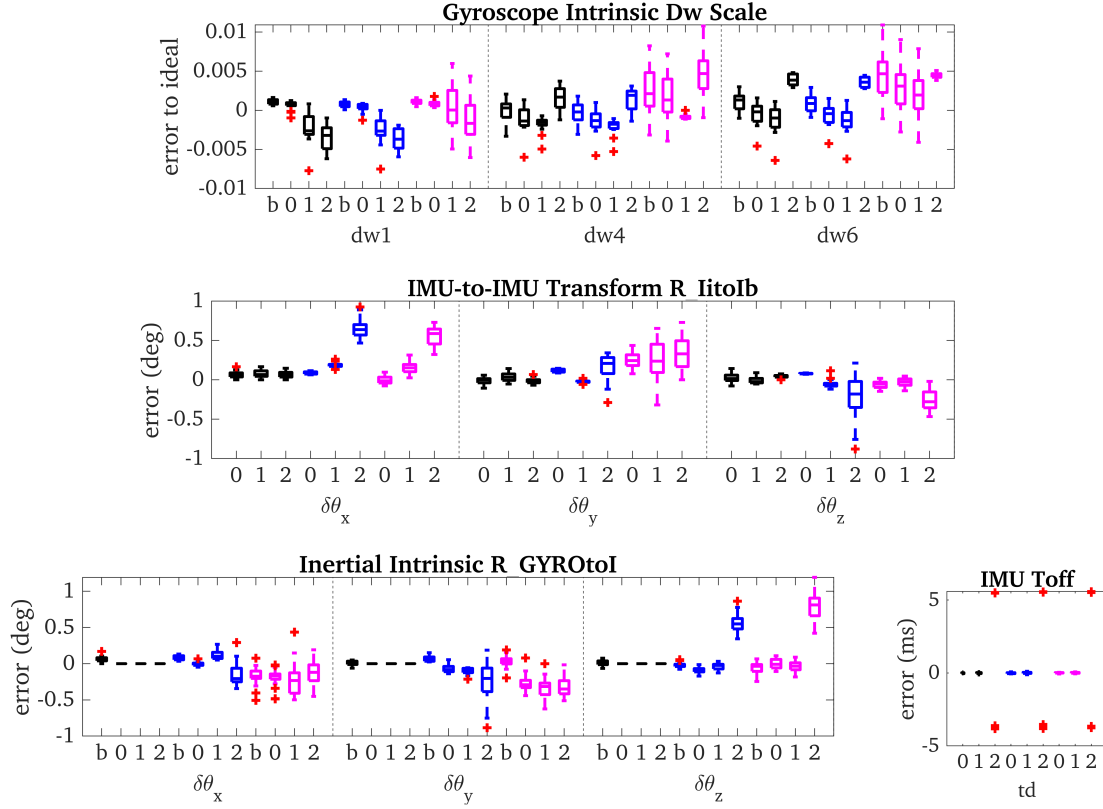 Gyroscope Intrinsic Dw Scale
error to ideal
0.01
0.005
0
-0.005
-0.01
b 0 1 2 b 0 1 2 b 0 1 2 b 0 1 2 b 0 1 2 b 0 1 2 b 0 1 2 b 0 1 2 b 0 1 2
dw1 dw4 dw6
IMU-to-IMU Transform R_IitoIb
error (deg)
1
0.5
0
-0.5
-1
0 1 2 0 1 2 0 1 2 0 1 2 0 1 2 0 1 2 0 1 2 0 1 2 0 1 2
δθx δθy δθz
Inertial Intrinsic R_GYROtoI
error (deg)
1
0.5
0
-0.5
-1
b 0 1 2 b 0 1 2 b 0 1 2 b 0 1 2 b 0 1 2 b 0 1 2 b 0 1 2 b 0 1 2 b 0 1 2
δθx δθy δθz
IMU Toff
error (ms)
5
0
-5
0 1 2 0 1 2 0 1 2
td